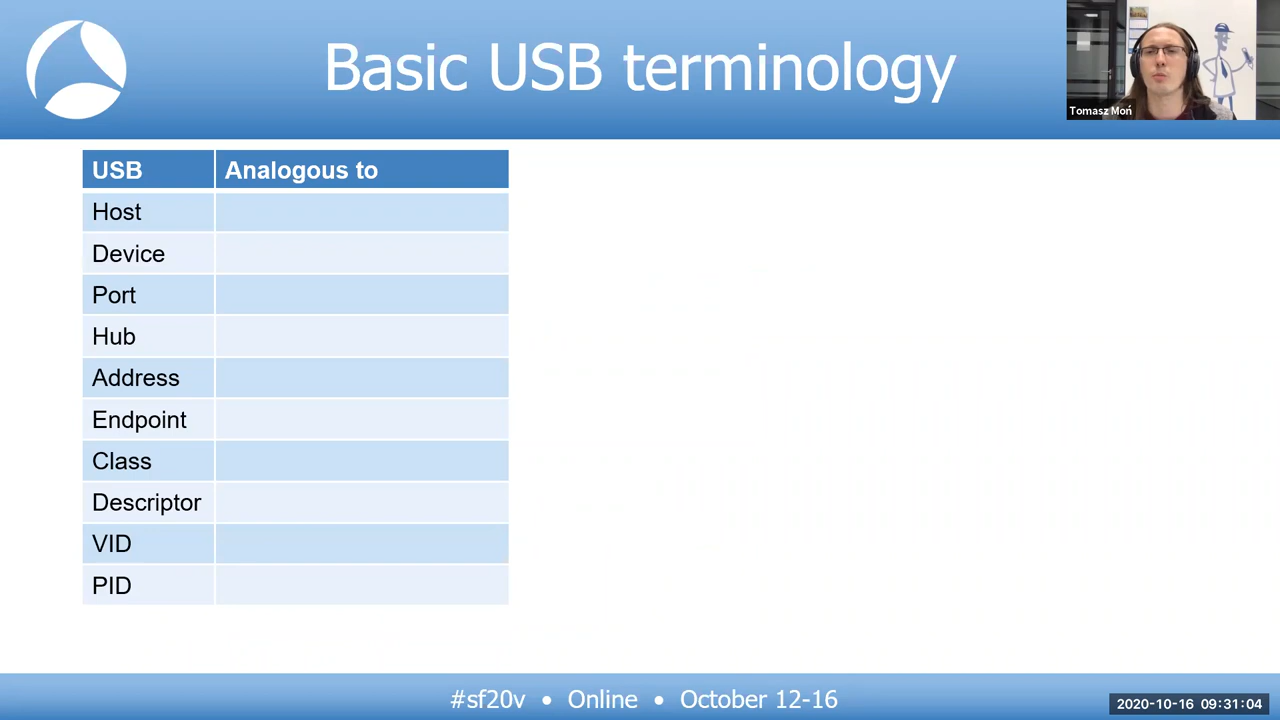 Basic USB terminology
Tomasz Moń
USB Analogous to
Host
Device
Port
Hub
Address
Endpoint
Class
Descriptor
VID
PID
#sf20v • Online • October 12-16
2020-10-16 09:31:04